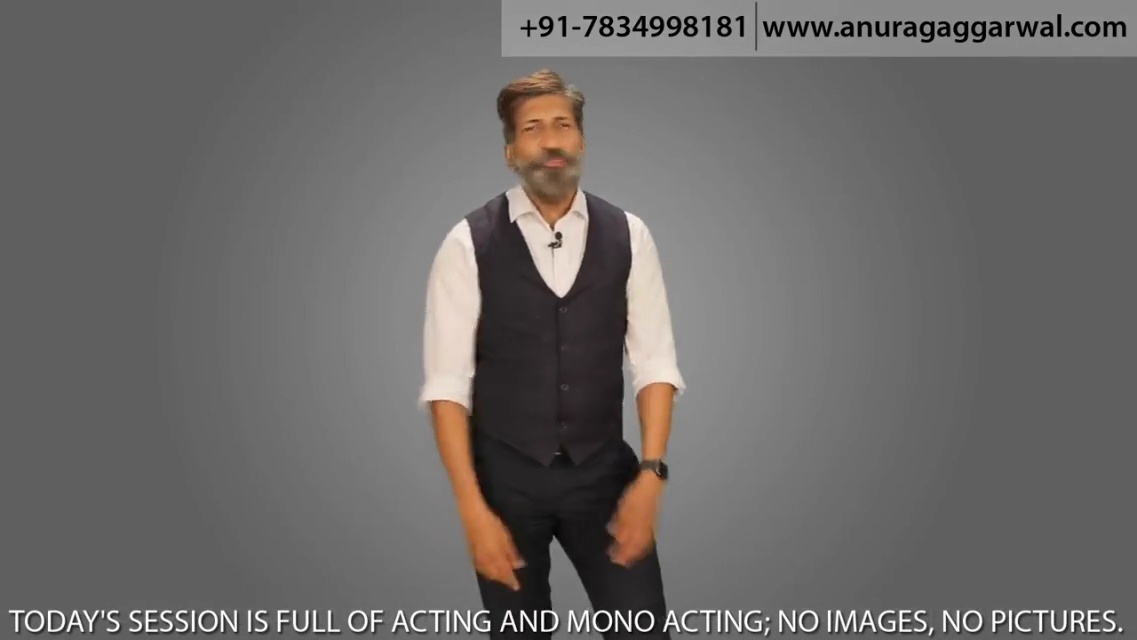 +91-7834998181 | www.anuragaggarwal.com
TODAY'S SESSION IS FULL OF ACTING AND MONO ACTING; NO IMAGES, NO PICTURES.